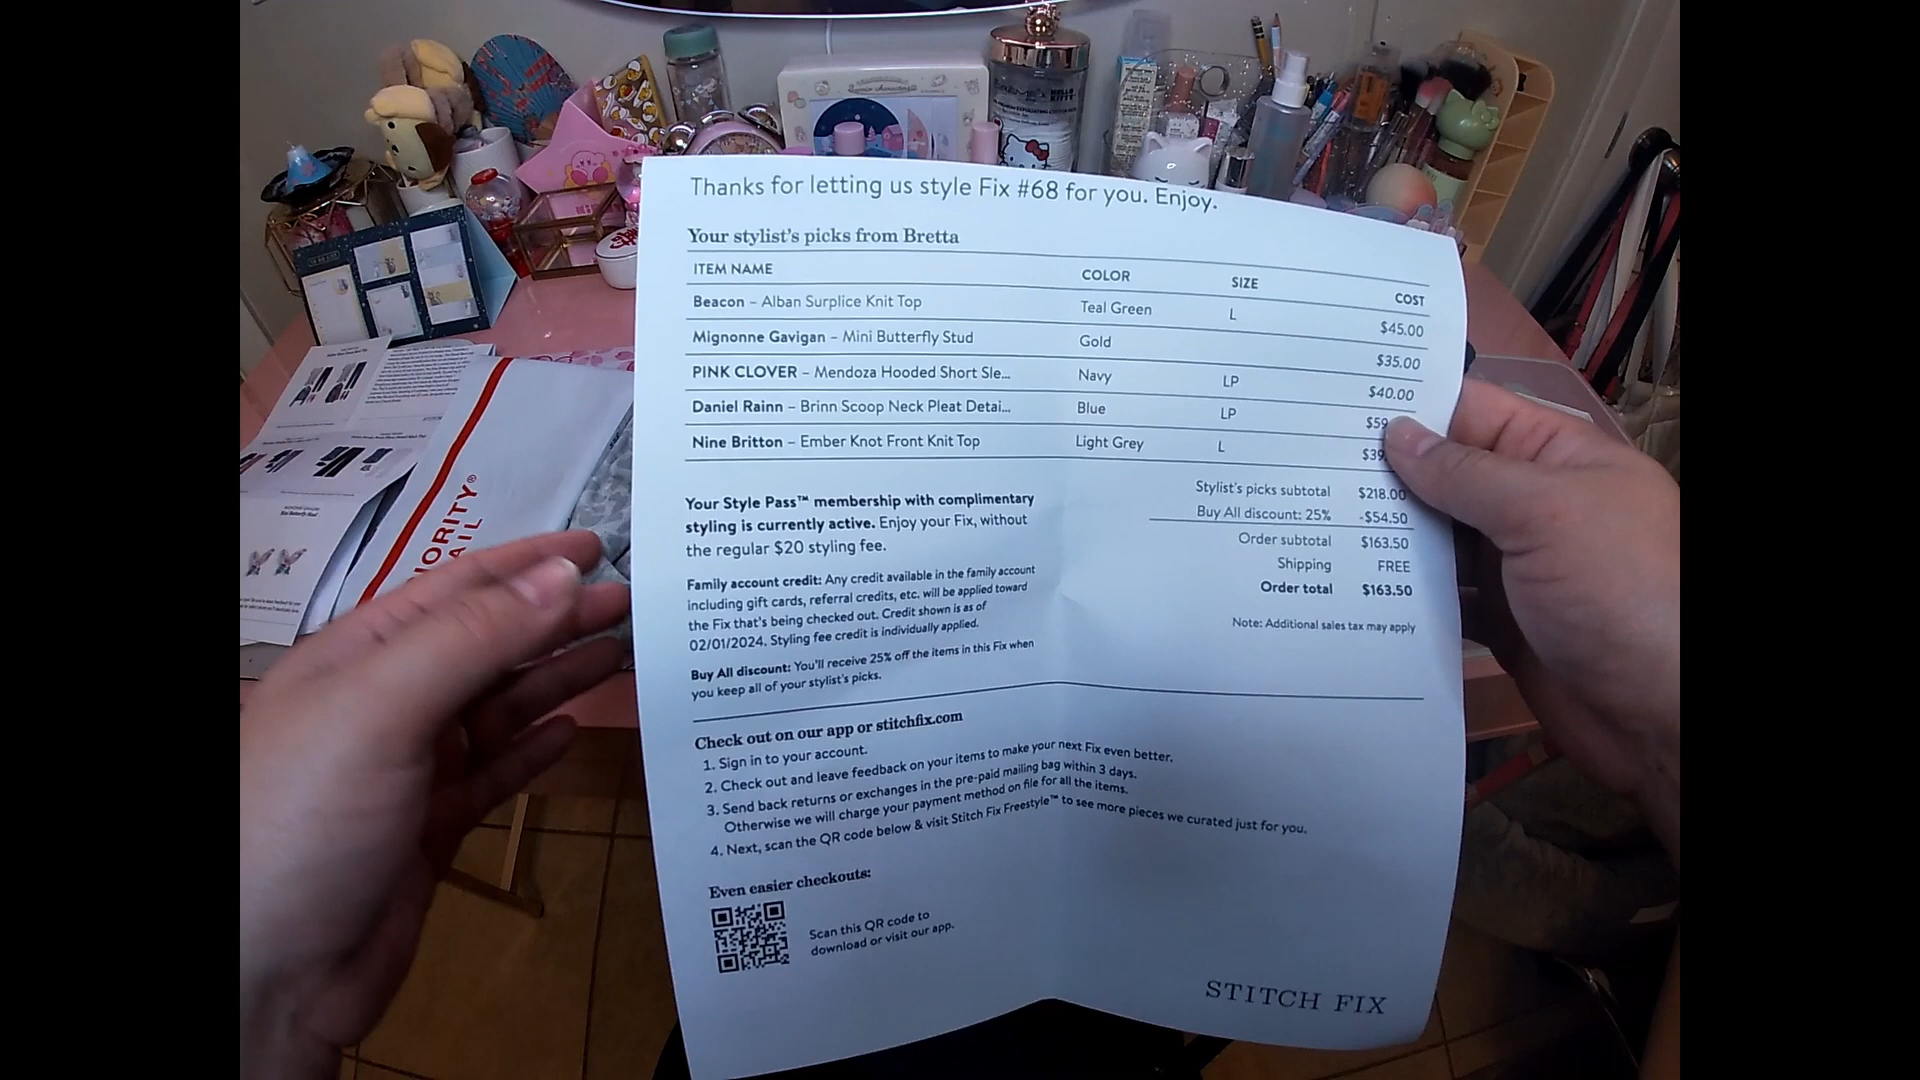 Thanks for letting us style Fix #68 for you. Enjoy.
Your stylist's picks from Bretta
ITEM NAME COLOR SIZE COST
Beacon – Alban Surplice Knit Top Teal Green L $45.00
Mignonne Gavigan – Mini Butterfly Stud Gold $35.00
PINK CLOVER – Mendoza Hooded Short Sle... Navy LP $40.00
Daniel Rainn – Brinn Scoop Neck Pleat Detai... Blue LP $59
Nine Britton – Ember Knot Front Knit Top Light Grey L $39
Stylist's picks subtotal $218.00
Buy All discount: 25% -$54.50
Order subtotal $163.50
Shipping FREE
Order total $163.50
Note: Additional sales tax may apply
Your Style Pass™ membership with complimentary
styling is currently active. Enjoy your Fix, without
the regular $20 styling fee.
Family account credit: Any credit available in the family account
including gift cards, referral credits, etc. will be applied toward
the Fix that's being checked out. Credit shown is as of
02/01/2024. Styling fee credit is individually applied.
Buy All discount: You'll receive 25% off the items in this Fix when
you keep all of your stylist's picks.
Check out on our app or stitchfix.com
1. Sign in to your account.
2. Check out and leave feedback on your items to make your next Fix even better.
3. Send back returns or exchanges in the pre-paid mailing bag within 3 days.
Otherwise we will charge your payment method on file for all the items.
4. Next, scan the QR code below & visit Stitch Fix Freestyle™ to see more pieces we curated just for you.
Even easier checkouts:
Scan this QR code to
download or visit our app.
STITCH FIX
ORITY®
AIL
HELLO
KITTY